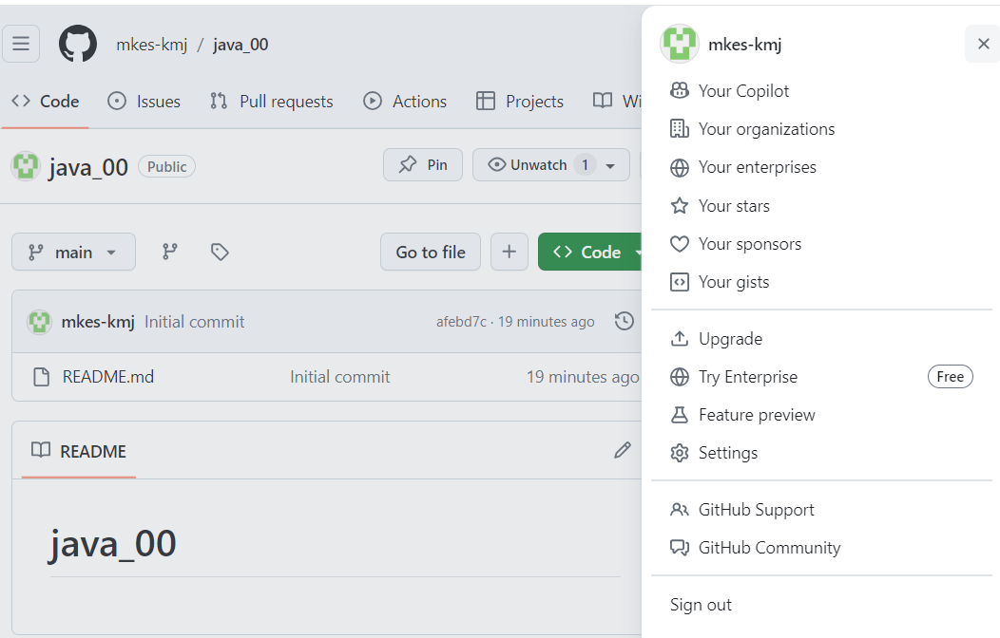 mkes-kmj / java_00
Code Issues Pull requests Actions Projects Wi
java_00 Public Pin Unwatch 1
main Go to file Code
mkes-kmj Initial commit afebd7c · 19 minutes ago
README.md Initial commit 19 minutes ago
README
java_00
mkes-kmj
Your Copilot
Your organizations
Your enterprises
Your stars
Your sponsors
Your gists
Upgrade
Try Enterprise Free
Feature preview
Settings
GitHub Support
GitHub Community
Sign out